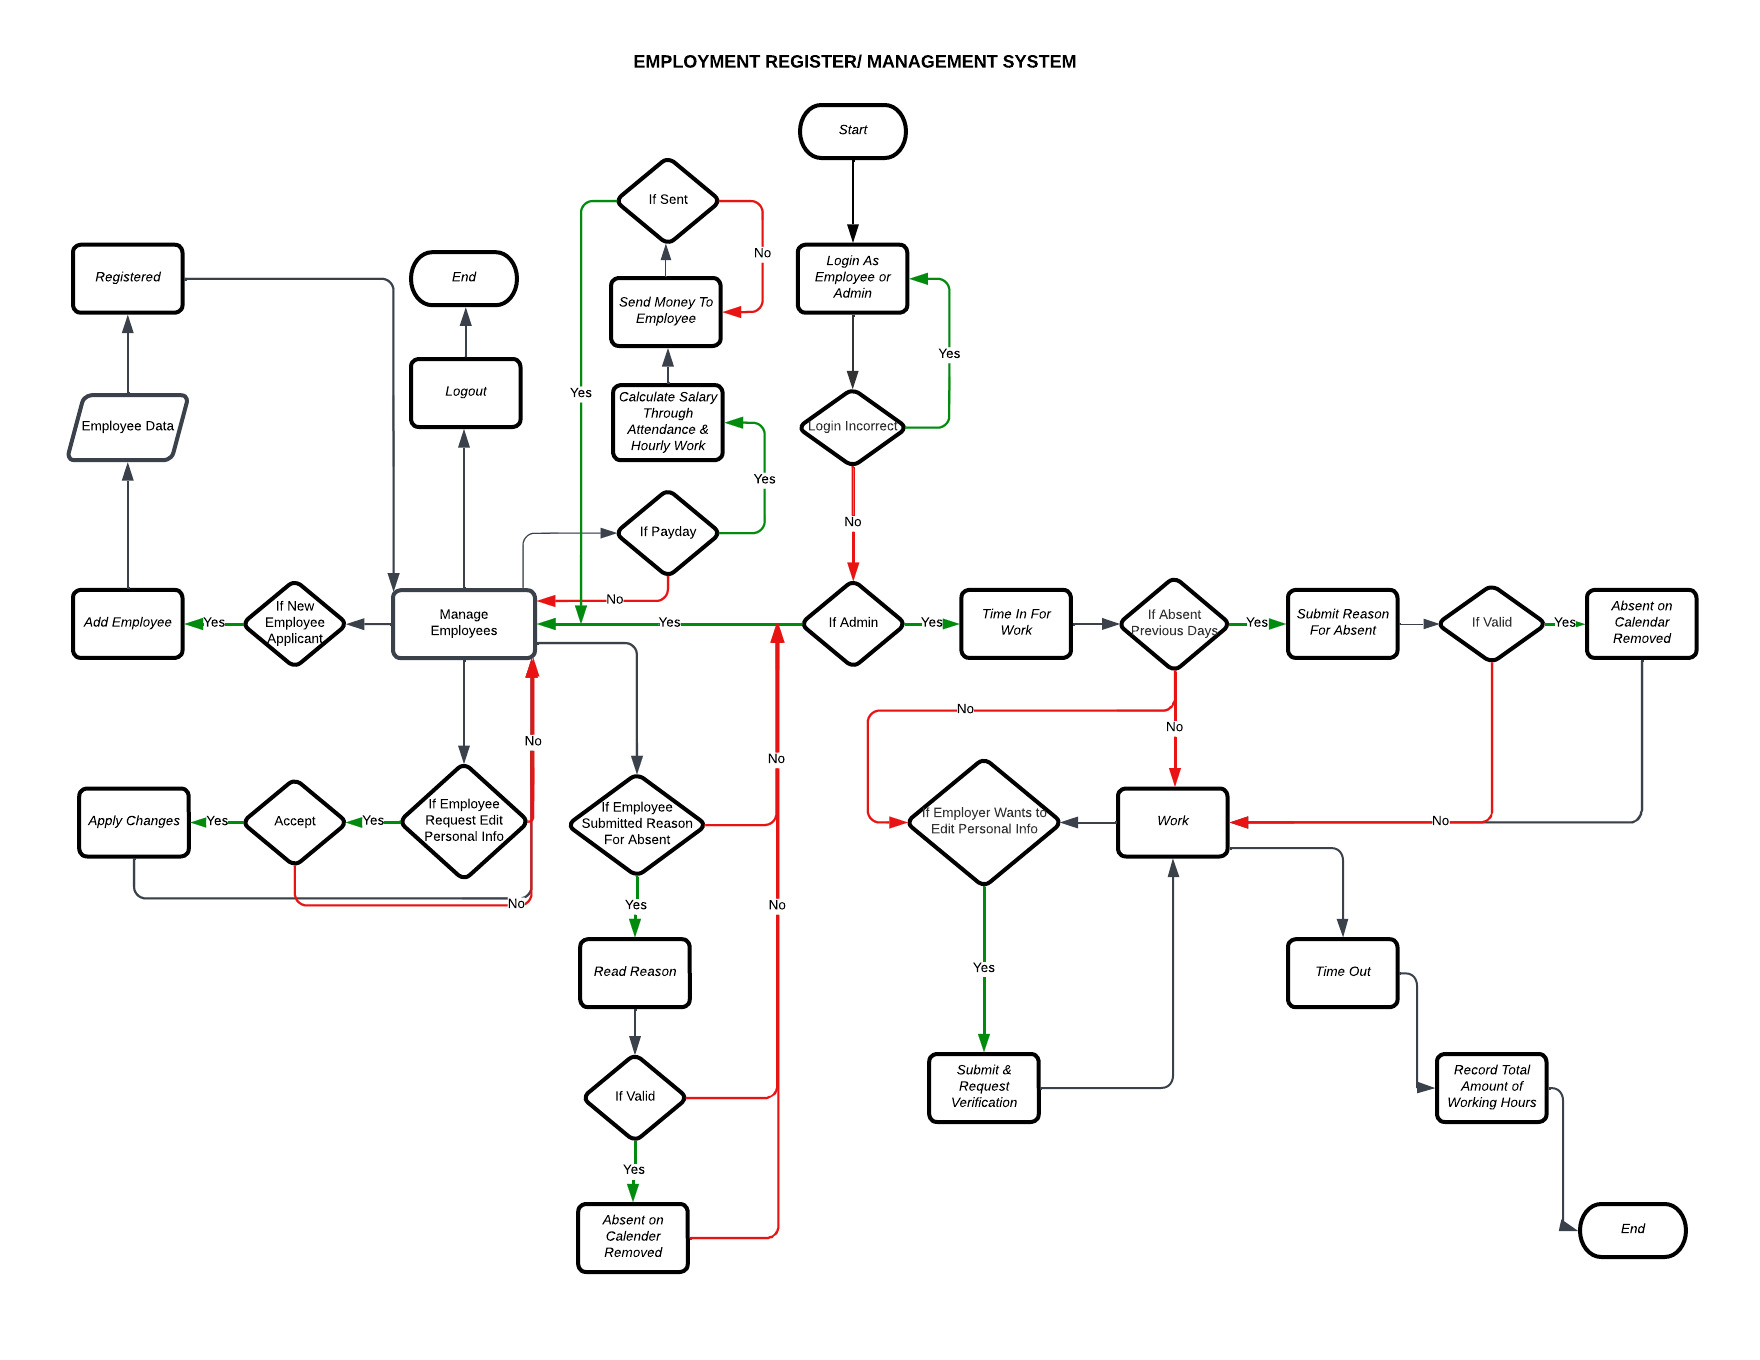 EMPLOYMENT REGISTER/ MANAGEMENT SYSTEM
Start
If Sent
No
Login As
Employee or
Admin
Registered
End
Send Money To
Employee
Yes
Logout
Yes
Calculate Salary
Through
Attendance &
Hourly Work
Employee Data
Login Incorrect
Yes
No
If Payday
No
Add Employee
Yes
If New
Employee
Applicant
Manage
Employees
Yes
If Admin
Yes
Time In For
Work
If Absent
Previous Days
Yes
Submit Reason
For Absent
If Valid
Yes
Absent on
Calendar
Removed
No
No
No
No
Apply Changes
Yes
Accept
Yes
If Employee
Request Edit
Personal Info
If Employee
Submitted Reason
For Absent
If Employer Wants to
Edit Personal Info
Work
No
No
Yes
No
Read Reason
Yes
Time Out
If Valid
Submit &
Request
Verification
Record Total
Amount of
Working Hours
Yes
Absent on
Calender
Removed
End